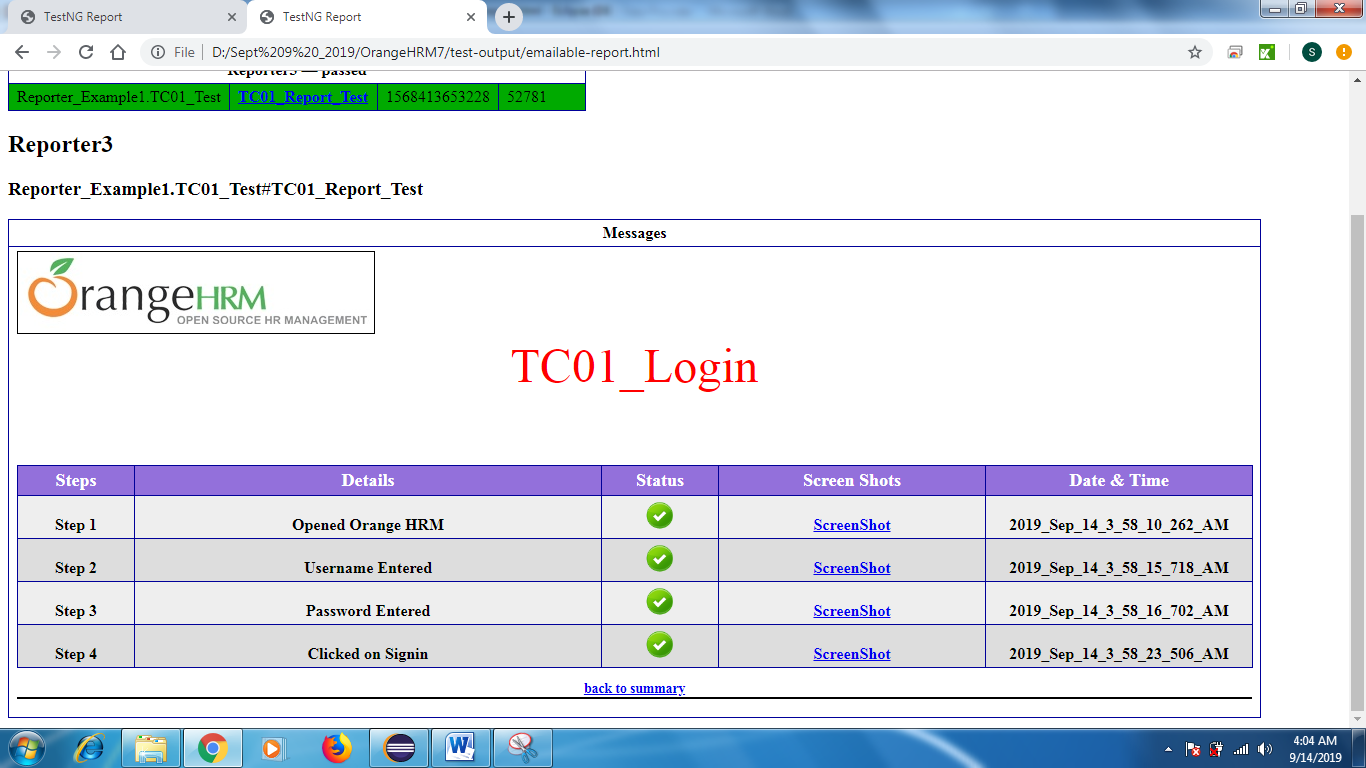 TestNG Report
TestNG Report
File
D:/Sept%209%20_2019/OrangeHRM7/test-output/emailable-report.html
S
Reporter3 — passed
Reporter_Example1.TC01_Test TC01_Report_Test 1568413653228 52781
Reporter3
Reporter_Example1.TC01_Test#TC01_Report_Test
Messages
OrangeHRM
OPEN SOURCE HR MANAGEMENT
TC01_Login
Steps Details Status Screen Shots Date & Time
Step 1 Opened Orange HRM ScreenShot 2019_Sep_14_3_58_10_262_AM
Step 2 Username Entered ScreenShot 2019_Sep_14_3_58_15_718_AM
Step 3 Password Entered ScreenShot 2019_Sep_14_3_58_16_702_AM
Step 4 Clicked on Signin ScreenShot 2019_Sep_14_3_58_23_506_AM
back to summary
4:04 AM
9/14/2019